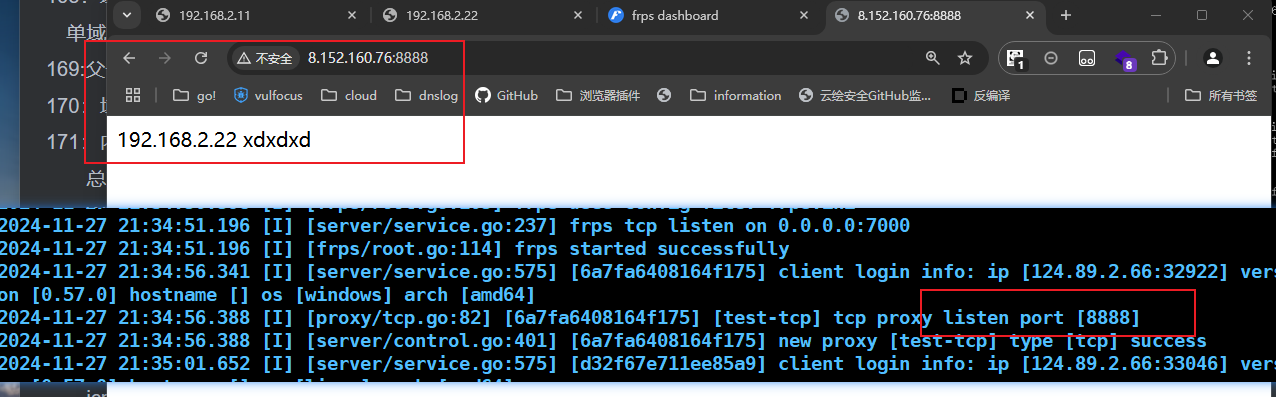 192.168.2.11
192.168.2.22
frps dashboard
8.152.160.76:8888
单域
169:父
170:
171:
总
不安全
8.152.160.76:8888
1
8
go!
vulfocus
cloud
dnslog
GitHub
浏览器插件
information
云绘安全GitHub监...
反编译
所有书签
192.168.2.22 xdxdxd
2024-11-27 21:34:51.196 [I] [server/service.go:237] frps tcp listen on 0.0.0.0:7000
2024-11-27 21:34:51.196 [I] [frps/root.go:114] frps started successfully
2024-11-27 21:34:56.341 [I] [server/service.go:575] [6a7fa6408164f175] client login info: ip [124.89.2.66:32922] vers
on [0.57.0] hostname [] os [windows] arch [amd64]
2024-11-27 21:34:56.388 [I] [proxy/tcp.go:82] [6a7fa6408164f175] [test-tcp] tcp proxy listen port [8888]
2024-11-27 21:34:56.388 [I] [server/control.go:401] [6a7fa6408164f175] new proxy [test-tcp] type [tcp] success
2024-11-27 21:35:01.652 [I] [server/service.go:575] [d32f67e711ee85a9] client login info: ip [124.89.2.66:33046] vers